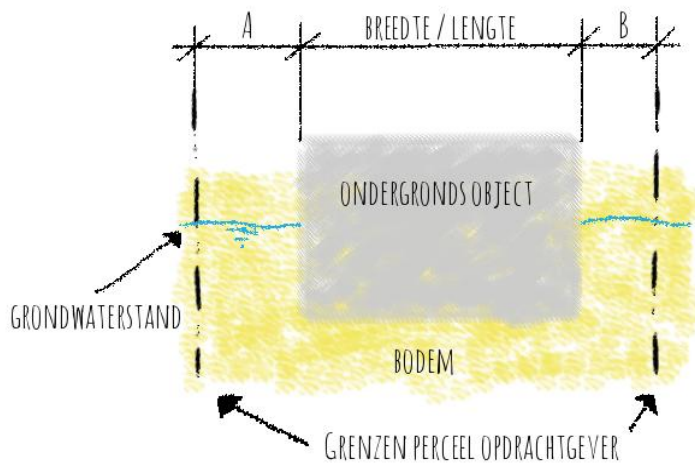 A
BREEDTE / LENGTE
B
ONDERGRONDS OBJECT
GRONDWATERSTAND
BODEM
GRENZEN PERCEEL OPDRACHTGEVER